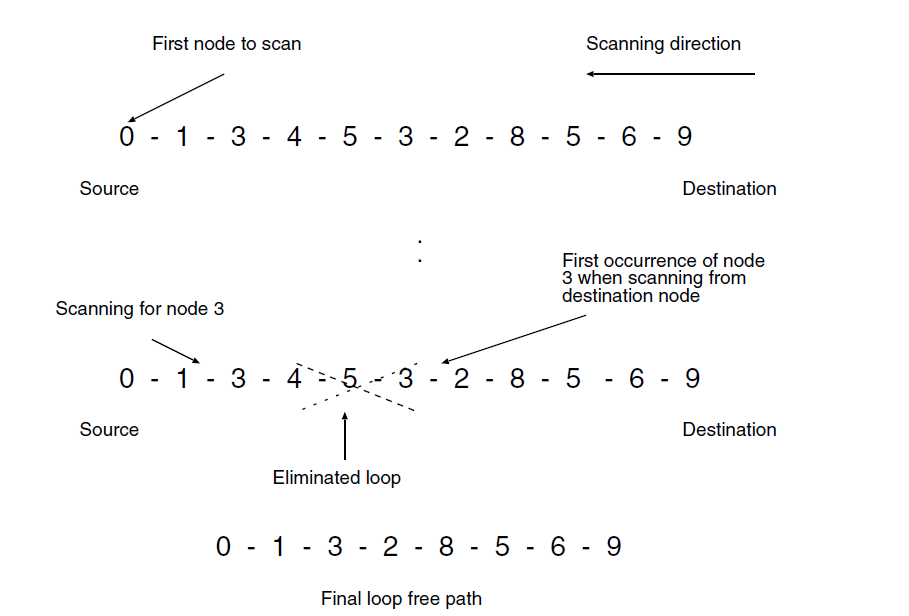 First node to scan
Scanning direction
0 - 1 - 3 - 4 - 5 - 3 - 2 - 8 - 5 - 6 - 9
Source
Destination
.
.
First occurrence of node
3 when scanning from
destination node
Scanning for node 3
0 - 1 - 3 - 4 - 5 - 3 - 2 - 8 - 5 - 6 - 9
Source
Destination
Eliminated loop
0 - 1 - 3 - 2 - 8 - 5 - 6 - 9
Final loop free path